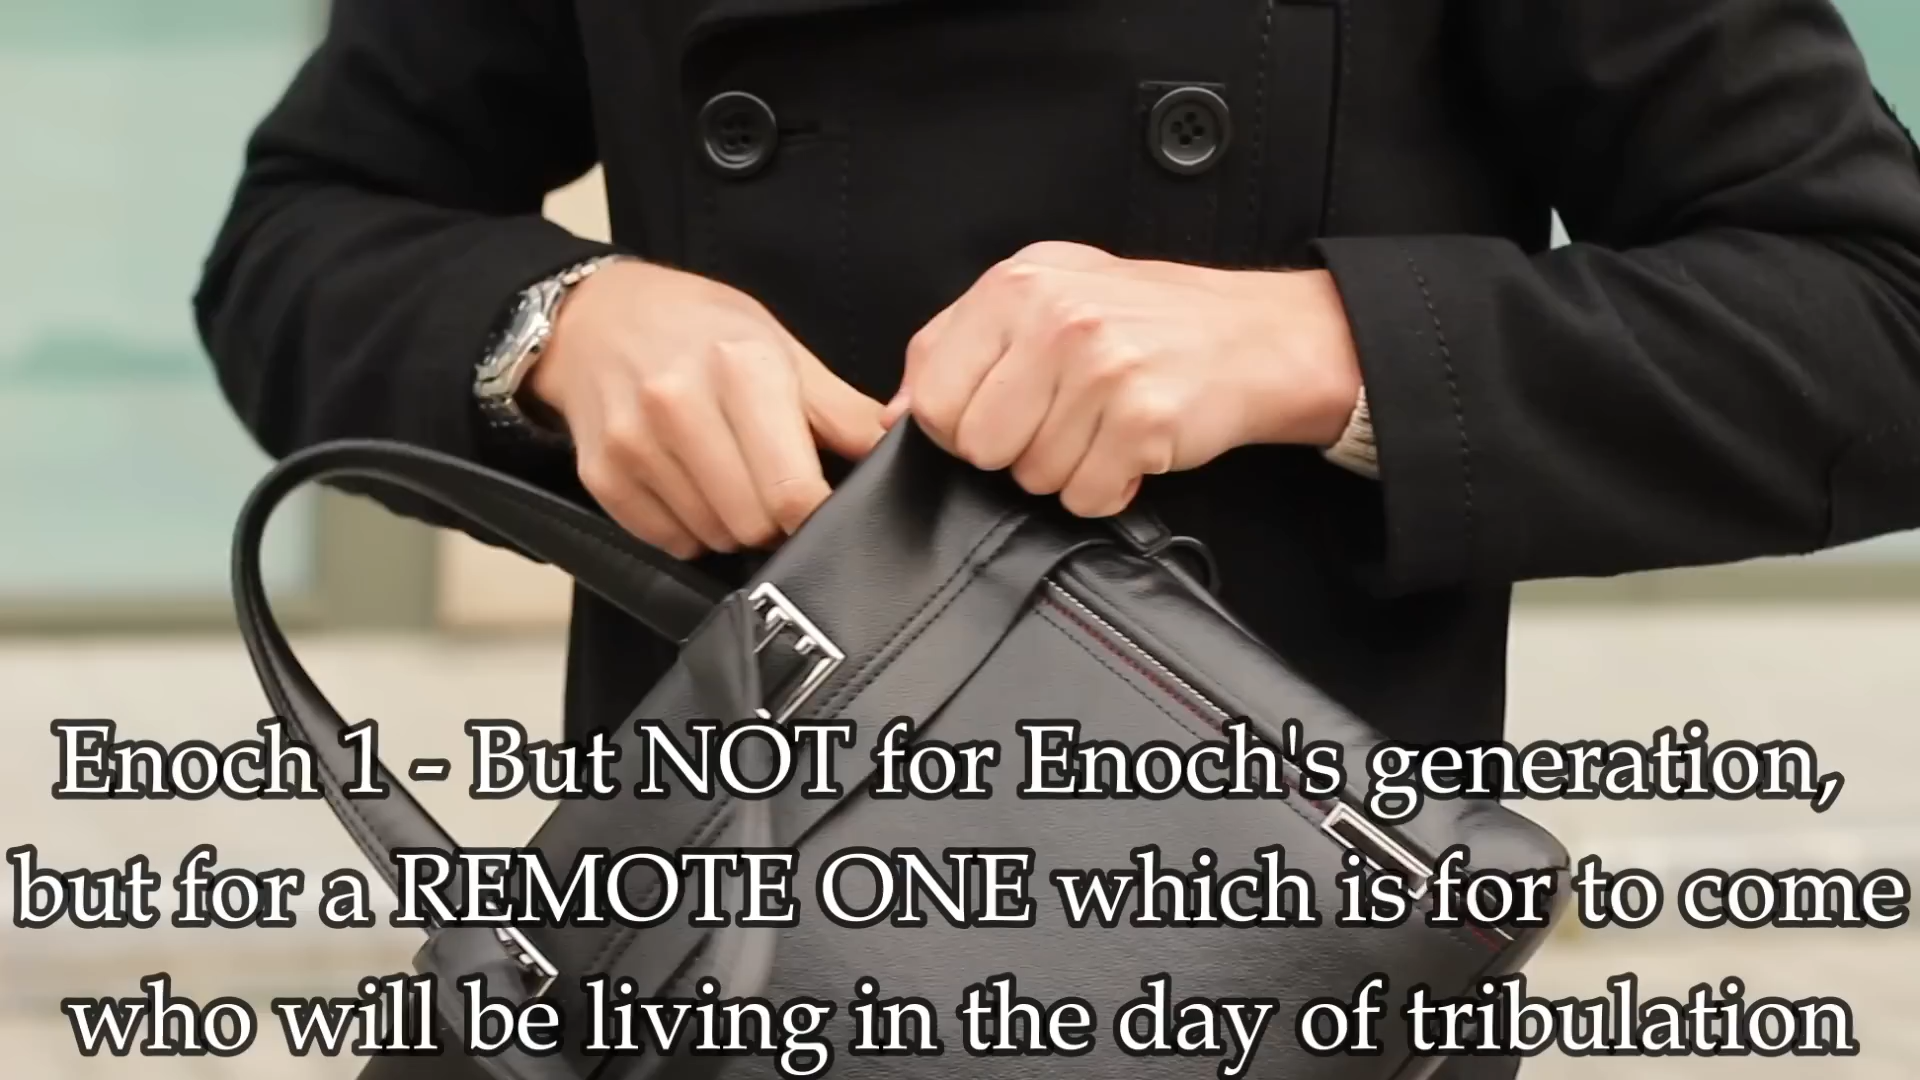 Enoch 1 - But NOT for Enoch's generation,
but for a REMOTE ONE which is for to come
who will be living in the day of tribulation